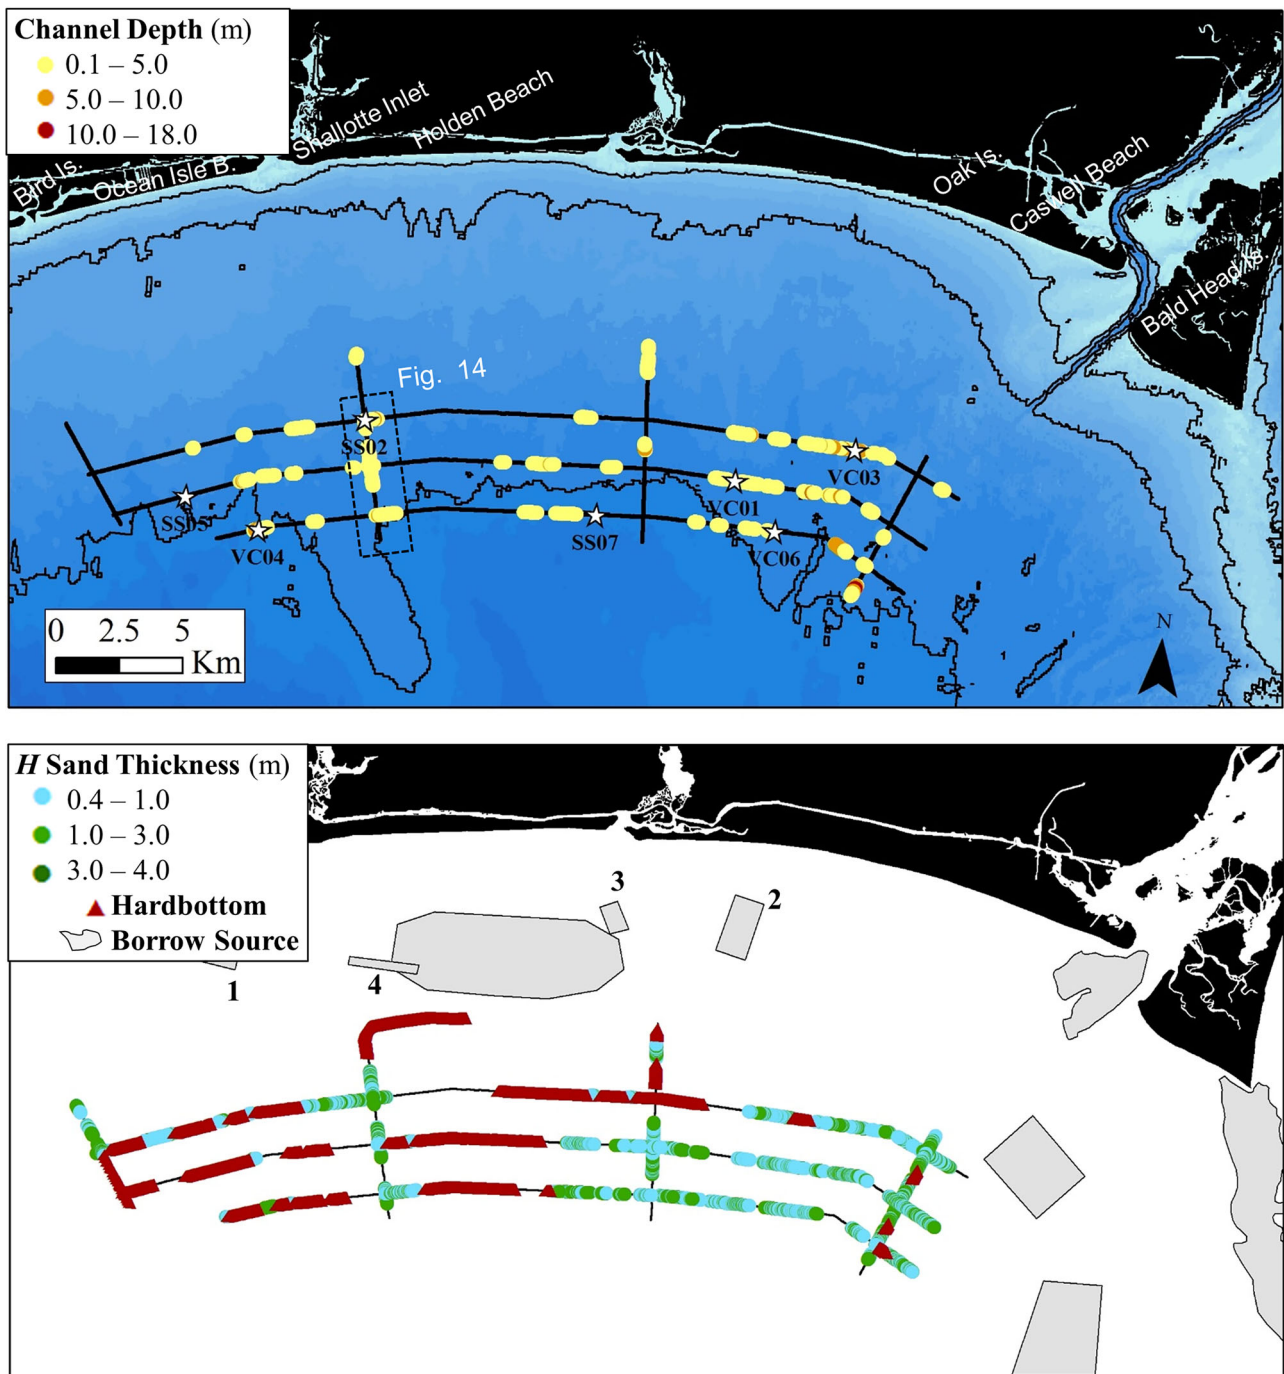 Channel Depth (m)
0.1 – 5.0
5.0 – 10.0
10.0 – 18.0
Bird Is.
Ocean Isle B.
Shallotte Inlet
Holden Beach
Oak Is.
Caswell Beach
Bald Head Is.
Fig. 14
SS02
SS05
VC04
SS07
VC01
VC03
VC06
0 2.5 5
Km
N
H Sand Thickness (m)
0.4 – 1.0
1.0 – 3.0
3.0 – 4.0
Hardbottom
Borrow Source
3
2
1
4